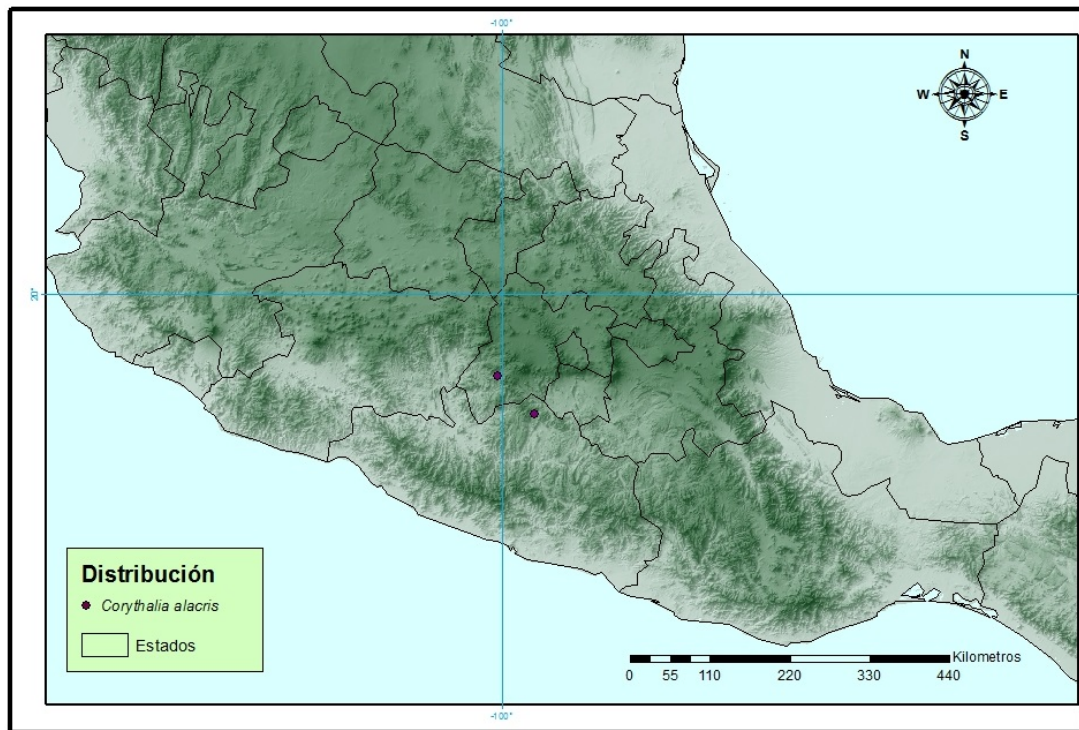 -100°
N
W E
S
20°
Distribución
Corythalia alacris
Estados
Kilometros
0 55 110 220 330 440
-100°